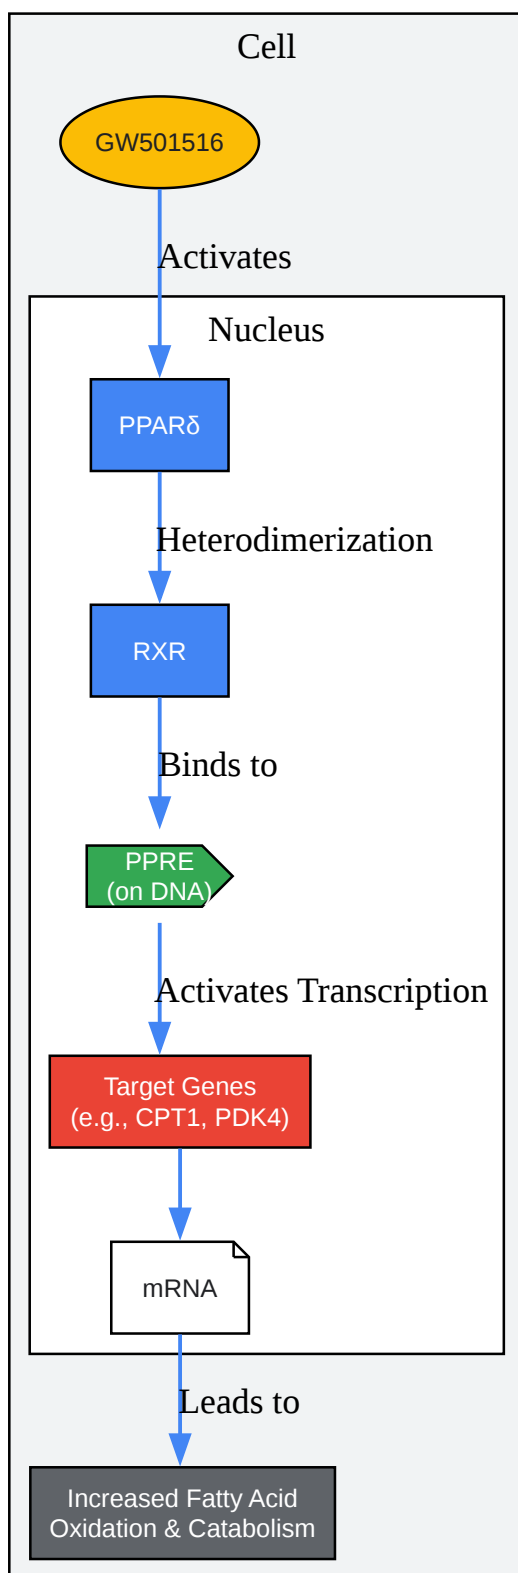 Cell
GW501516
Activates
Nucleus
PPARδ
Heterodimerization
RXR
Binds to
PPRE
(on DNA)
Activates Transcription
Target Genes
(e.g., CPT1, PDK4)
mRNA
Leads to
Increased Fatty Acid
Oxidation & Catabolism